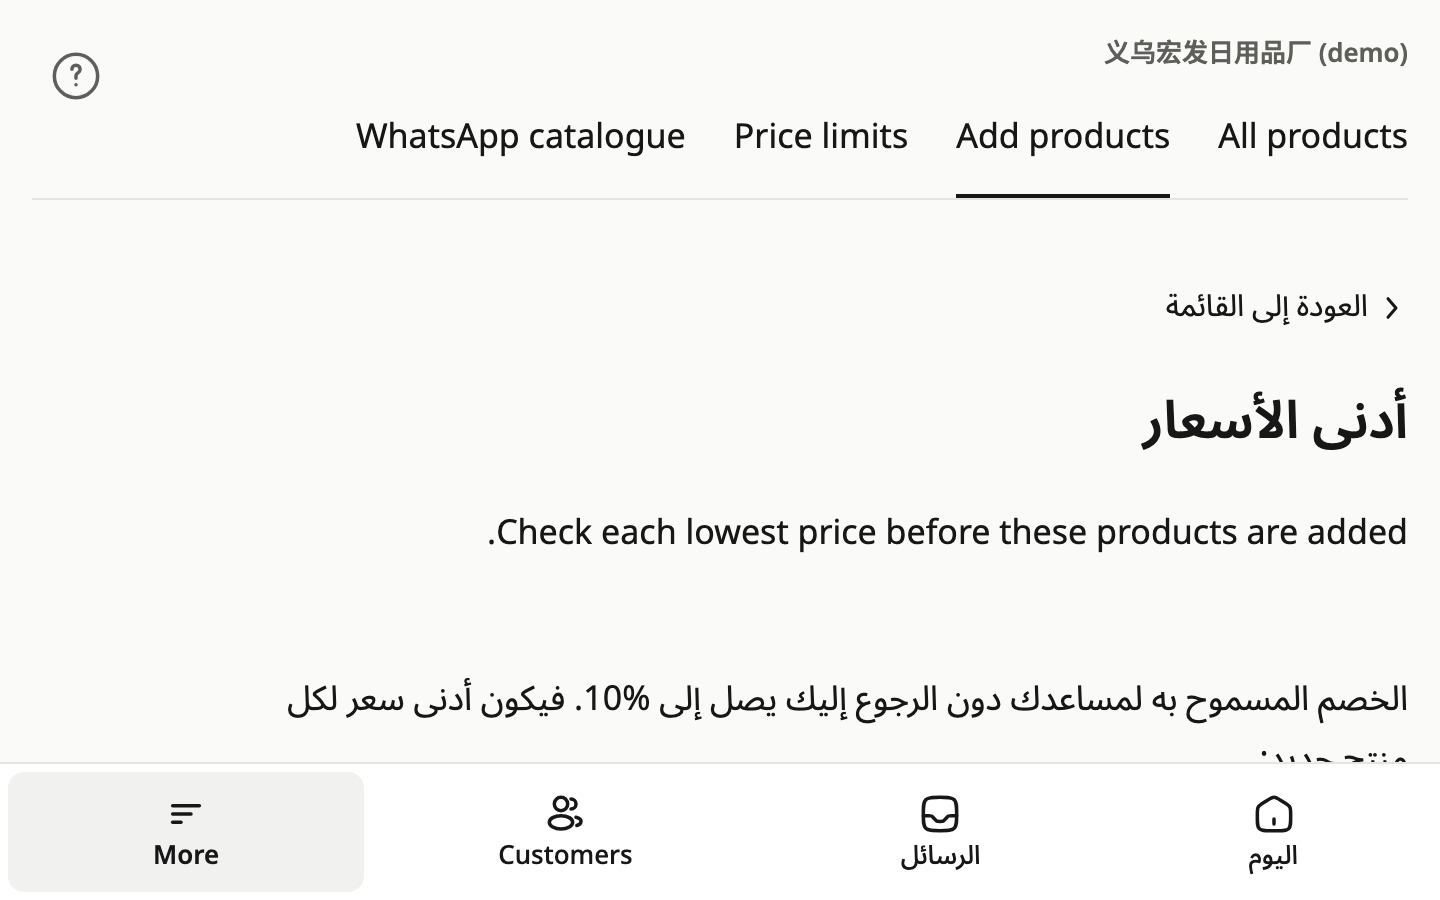 义乌宏发日用品厂 (demo)
All products
Add products
Price limits
WhatsApp catalogue
العودة إلى القائمة
أدنى الأسعار
Check each lowest price before these products are added.
الخصم المسموح به لمساعدك دون الرجوع إليك يصل إلى 10%. فيكون أدنى سعر لكل
منتج جديد:
اليوم
الرسائل
Customers
More